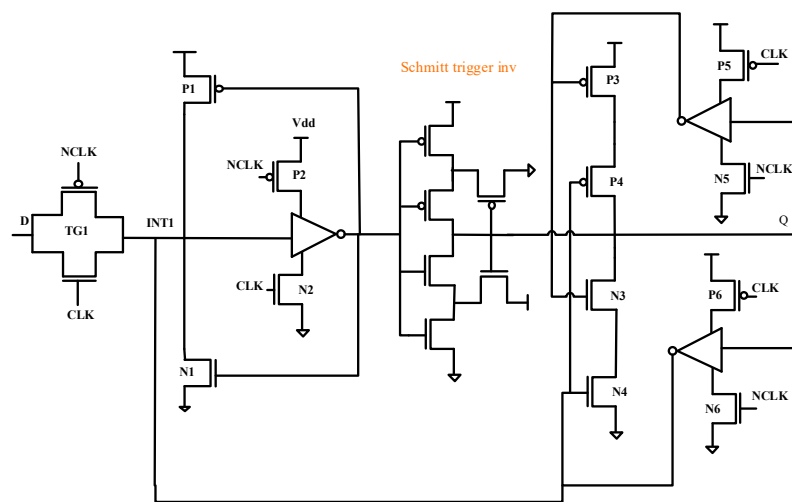 Schmitt trigger inv
P1
P3
P5
CLK
Vdd
NCLK
P2
NCLK
P4
N5
NCLK
D
TG1
INT1
Q
CLK
N2
N3
P6
CLK
CLK
N1
N4
N6
NCLK